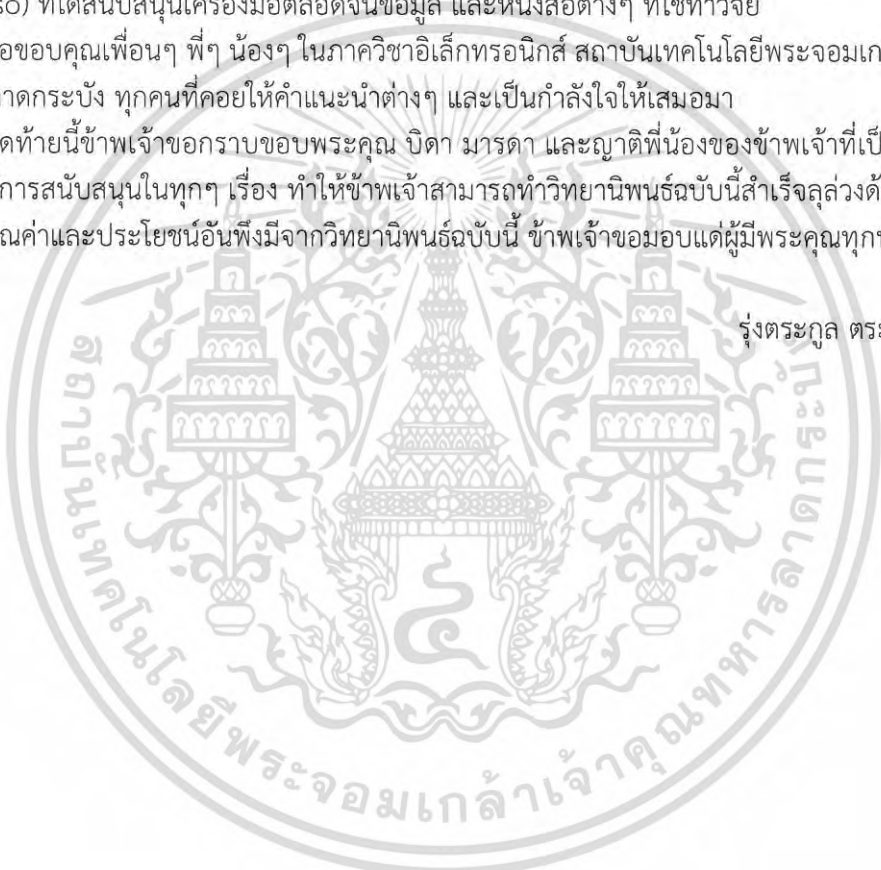 ที่ได้สนับสนุนเครื่องมือตลอดจนข้อมูล และหนังสือต่างๆ ที่ใช้ทำวิจัย
อขอบคุณเพื่อนๆ พี่ๆ น้องๆ ในภาควิชาอิเล็กทรอนิกส์ สถาบันเทคโนโลยีพระจอมเก
าดกระบัง ทุกคนที่คอยให้คำแนะนำต่างๆ และเป็นกำลังใจให้เสมอมา
ดท้ายนี้ข้าพเจ้าขอกราบขอบพระคุณ บิดา มารดา และญาติพี่น้องของข้าพเจ้าที่เป็
การสนับสนุนในทุกๆ เรื่อง ทำให้ข้าพเจ้าสามารถทำวิทยานิพนธ์ฉบับนี้สำเร็จลุล่วงด้
ณค่าและประโยชน์อันพึงมีจากวิทยานิพนธ์ฉบับนี้ ข้าพเจ้าขอมอบแด่ผู้มีพระคุณทุกท
รุ่งตระกูล ตระ
สถาบันเทคโนโลยีพระจอมเกล้าเจ้าคุณทหารลาดกระบัง